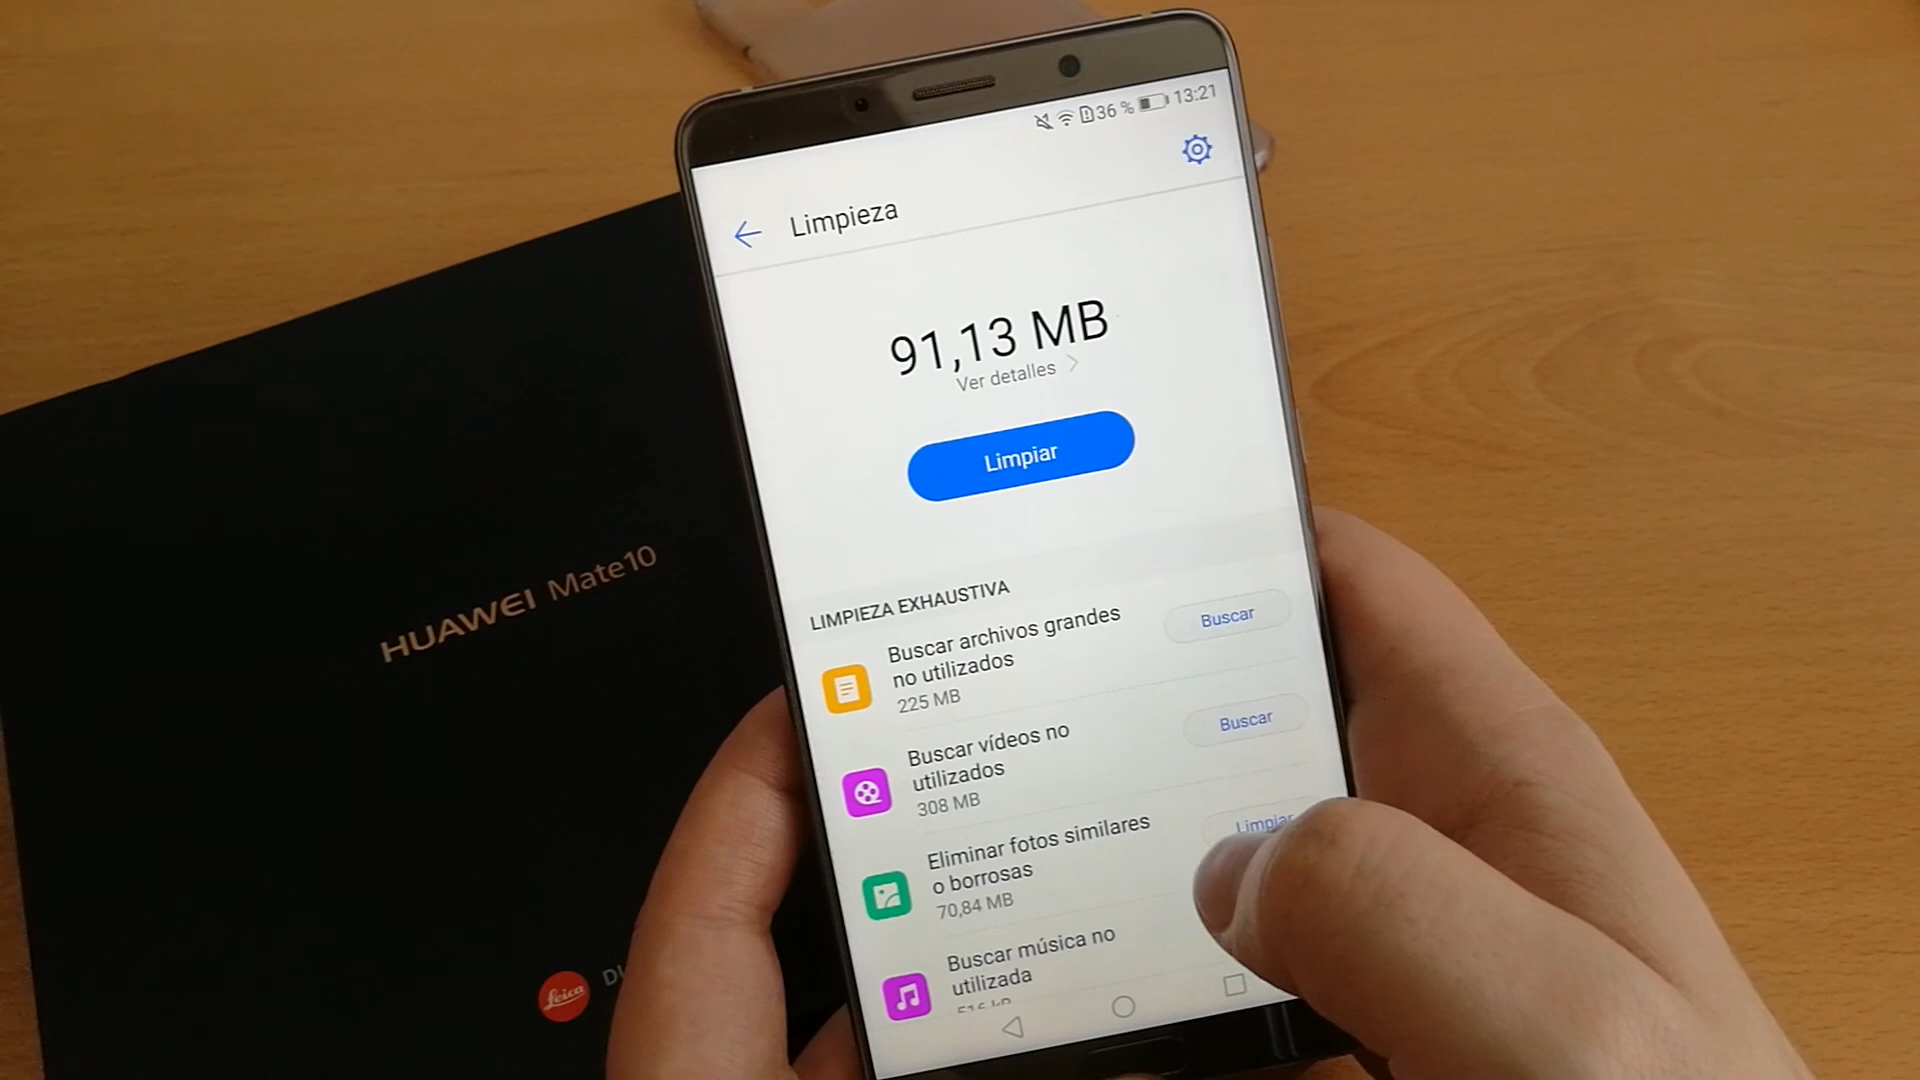 36 % 13:21
Limpieza
91,13 MB
Ver detalles
Limpiar
LIMPIEZA EXHAUSTIVA
Buscar archivos grandes
no utilizados
225 MB
Buscar
Buscar vídeos no
utilizados
308 MB
Buscar
Eliminar fotos similares
o borrosas
70,84 MB
Limpiar
Buscar música no
utilizada
HUAWEI Mate10
Leica